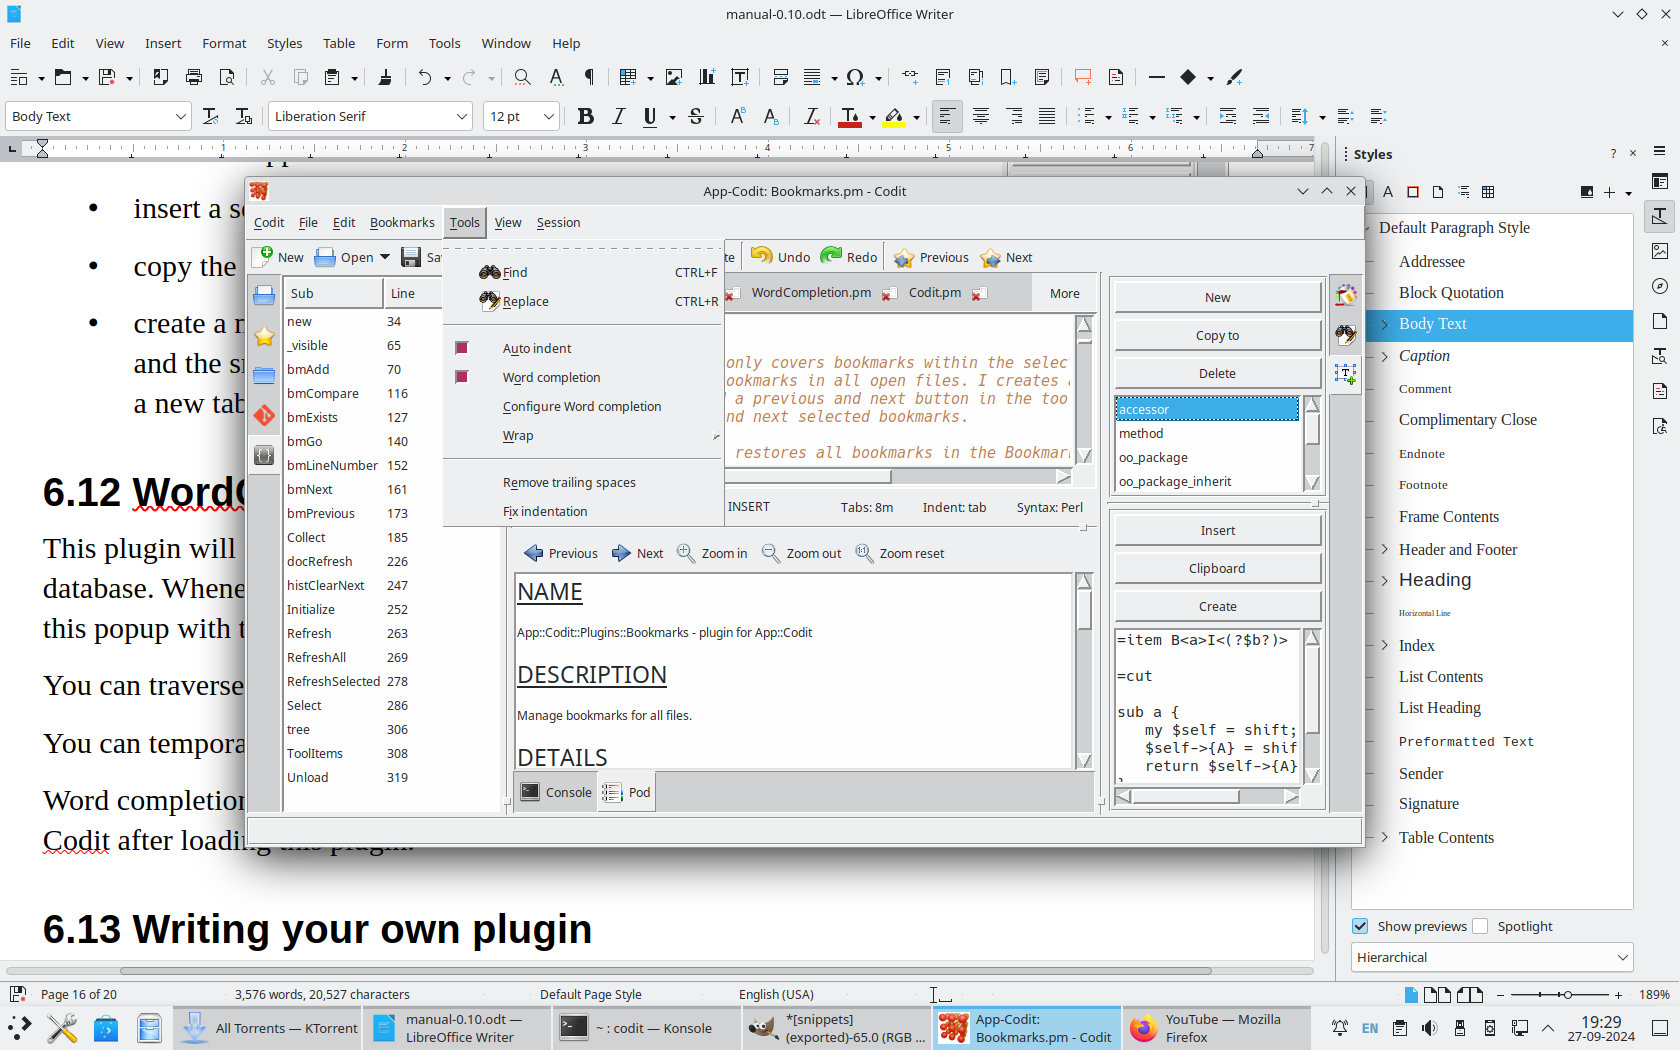 manual-0.10.odt — LibreOffice Writer
File Edit View Insert Format Styles Table Form Tools Window Help
Body Text
Liberation Serif
12 pt
1 2 3 4 5 6 7
• insert a s
• copy the
• create a
and the s
a new tab
6.12 Word
This plugin will
database. Whene
this popup with t
You can traverse
You can tempora
Word completion
Codit after loading this plugin.
6.13 Writing your own plugin
App-Codit: Bookmarks.pm - Codit
Codit File Edit Bookmarks Tools View Session
New Open Sa te Undo Redo Previous Next
Sub Line
new 34
_visible 65
bmAdd 70
bmCompare 116
bmExists 127
bmGo 140
bmLineNumber 152
bmNext 161
bmPrevious 173
Collect 185
docRefresh 226
histClearNext 247
Initialize 252
Refresh 263
RefreshAll 269
RefreshSelected 278
Select 286
tree 306
ToolItems 308
Unload 319
Find CTRL+F
Replace CTRL+R
Auto indent
Word completion
Configure Word completion
Wrap
Remove trailing spaces
Fix indentation
WordCompletion.pm Codit.pm More
only covers bookmarks within the selec
ookmarks in all open files. I creates
a previous and next button in the too
nd next selected bookmarks.
restores all bookmarks in the Bookmar
INSERT Tabs: 8m Indent: tab Syntax: Perl
Previous Next Zoom in Zoom out Zoom reset
NAME
App::Codit::Plugins::Bookmarks - plugin for App::Codit
DESCRIPTION
Manage bookmarks for all files.
DETAILS
Console Pod
New
Copy to
Delete
accessor
method
oo_package
oo_package_inherit
Insert
Clipboard
Create
=item B<a>I<(?$b?)>
=cut
sub a {
my $self = shift;
$self->{A} = shif
return $self->{A}
Styles
Default Paragraph Style
Addressee
Block Quotation
Body Text
Caption
Comment
Complimentary Close
Endnote
Footnote
Frame Contents
Header and Footer
Heading
Horizontal Line
Index
List Contents
List Heading
Preformatted Text
Sender
Signature
Table Contents
Show previews Spotlight
Hierarchical
Page 16 of 20 3,576 words, 20,527 characters Default Page Style English (USA) 189%
All Torrents — KTorrent
manual-0.10.odt —
LibreOffice Writer
~ : codit — Konsole
*[snippets]
(exported)-65.0 (RGB ...
App-Codit:
Bookmarks.pm - Codit
YouTube — Mozilla
Firefox
EN
19:29
27-09-2024